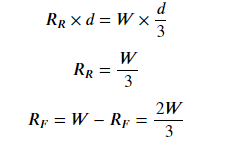 R_R × d = W × d/3
R_R = W/3
R_F = W − R_F = 2W/3